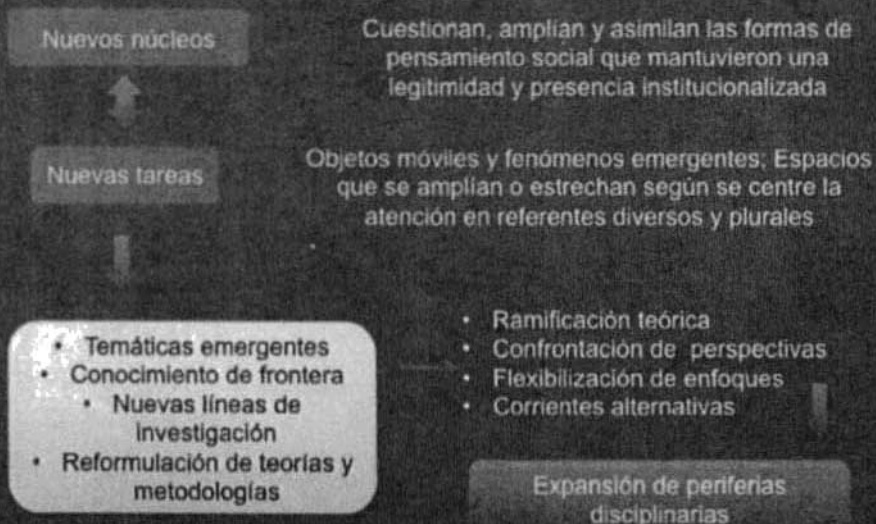 Nuevos núcleos
Cuestionan, amplían y asimilan las formas de
pensamiento social que mantuvieron una
legitimidad y presencia institucionalizada
Nuevas tareas
Objetos móviles y fenómenos emergentes; Espacios
que se amplían o estrechan según se centre la
atención en referentes diversos y plurales
• Temáticas emergentes
• Conocimiento de frontera
• Nuevas líneas de
investigación
• Reformulación de teorías y
metodologías
• Ramificación teórica
• Confrontación de perspectivas
• Flexibilización de enfoques
• Corrientes alternativas
Expansión de periferias
disciplinarias